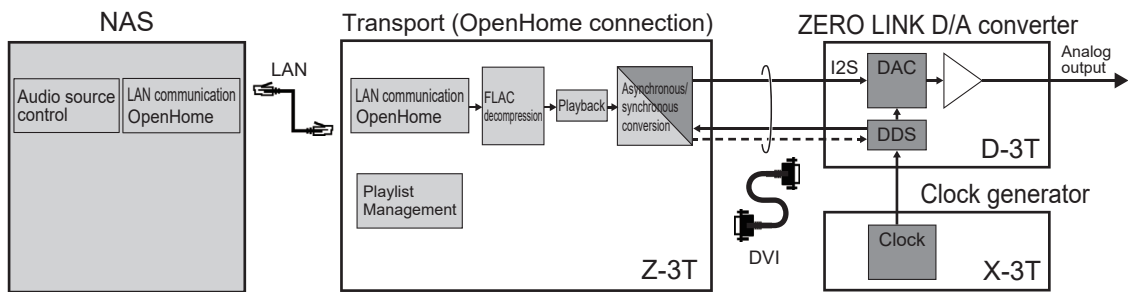 NAS
Audio source
control
LAN communication
OpenHome
LAN
Transport (OpenHome connection)
LAN communication
OpenHome
FLAC
decompression
Playback
Asynchronous/
synchronous
conversion
Playlist
Management
Z-3T
DVI
ZERO LINK D/A converter
I2S
DAC
DDS
D-3T
Analog
output
Clock generator
Clock
X-3T